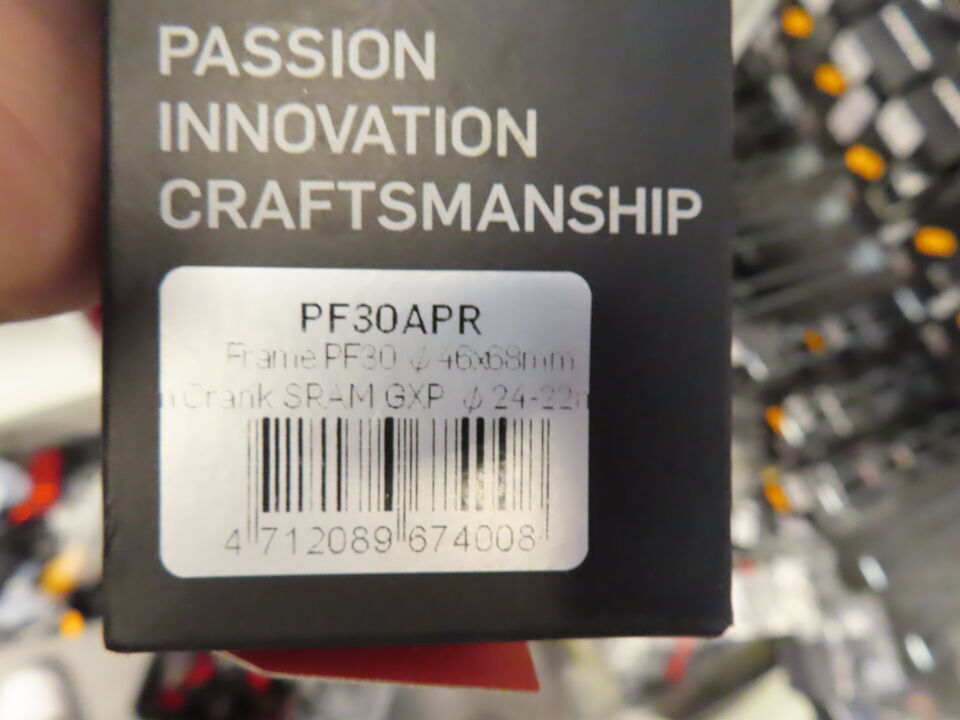 PASSION
INNOVATION
CRAFTSMANSHIP
PF30APR
Frame PF30 ϕ 46x68mm
Crank SRAM GXP ϕ 24-22
4 712089 674008